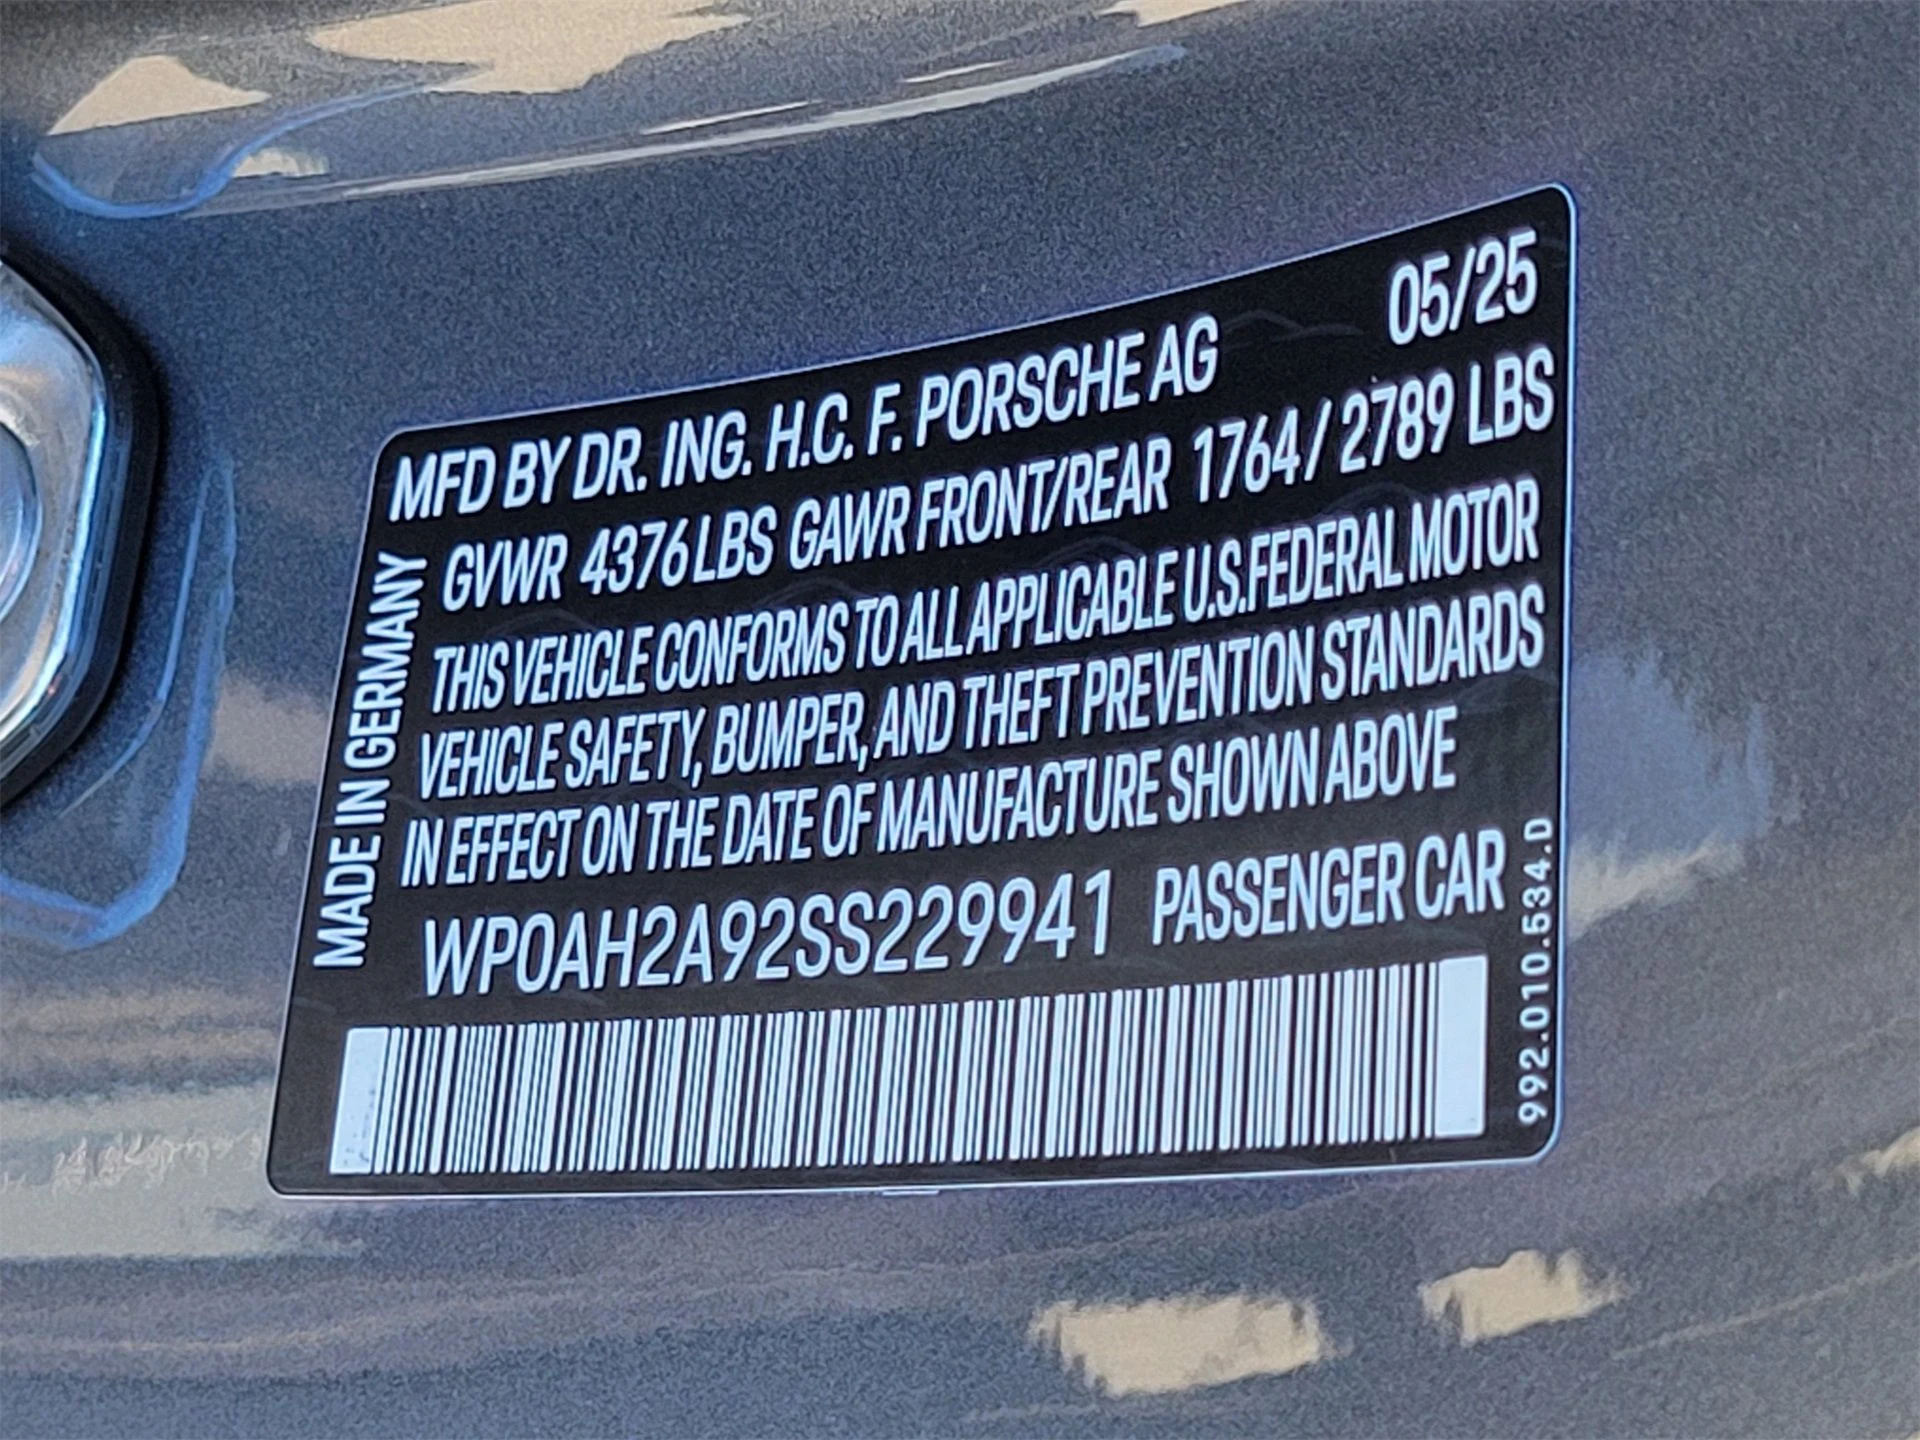 05/25
MFD BY DR. ING. H.C. F. PORSCHE AG
GVWR 4376 LBS GAWR FRONT/REAR 1764/2789 LBS
THIS VEHICLE CONFORMS TO ALL APPLICABLE U.S.FEDERAL MOTOR
VEHICLE SAFETY, BUMPER, AND THEFT PREVENTION STANDARDS
IN EFFECT ON THE DATE OF MANUFACTURE SHOWN ABOVE
WP0AH2A92SS229941 PASSENGER CAR
MADE IN GERMANY
992.010.534.D